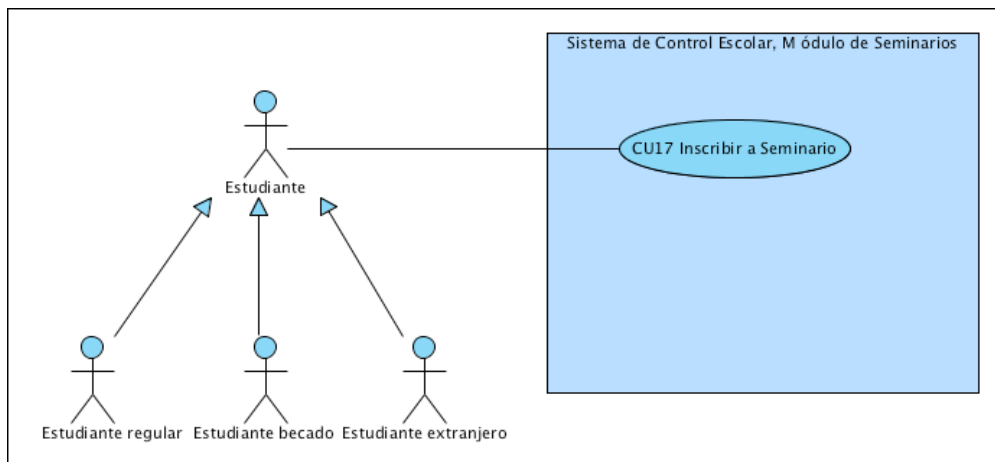 Sistema de Control Escolar, M ódulo de Seminarios
CU17 Inscribir a Seminario
Estudiante
Estudiante regular
Estudiante becado
Estudiante extranjero